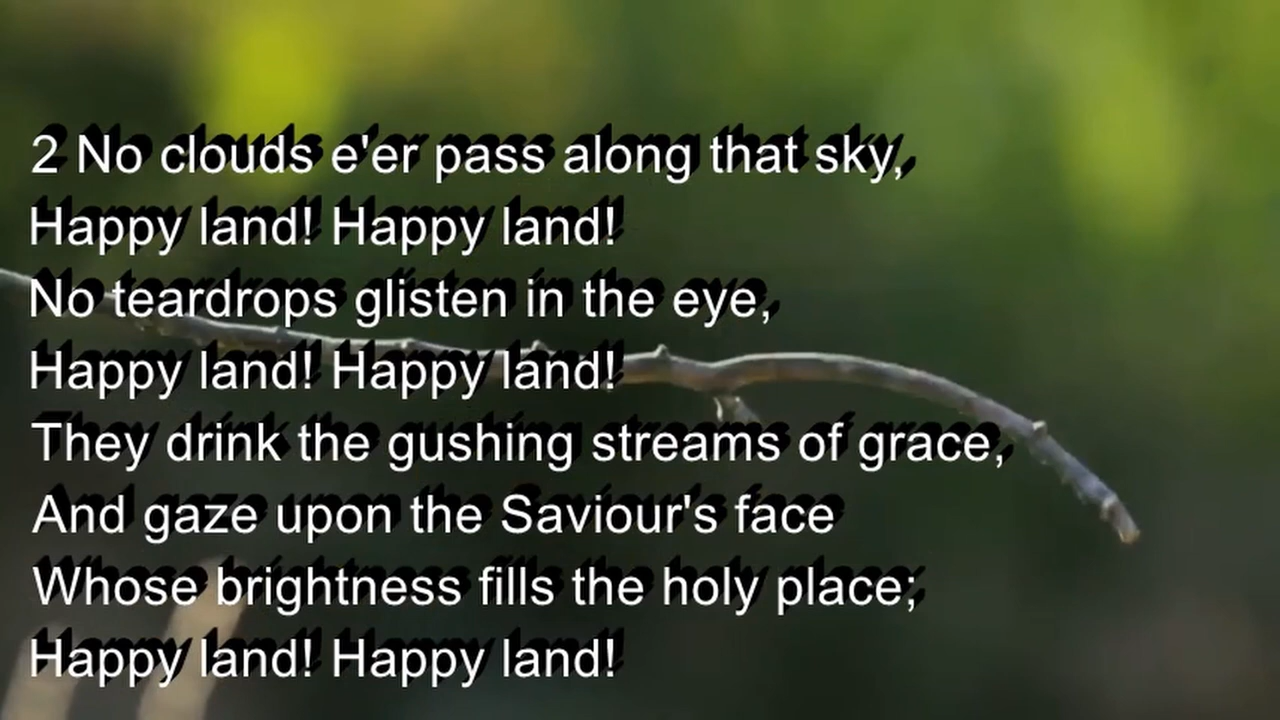 2 No clouds e'er pass along that sky,
Happy land! Happy land!
No teardrops glisten in the eye,
Happy land! Happy land!
They drink the gushing streams of grace,
And gaze upon the Saviour's face
Whose brightness fills the holy place;
Happy land! Happy land!